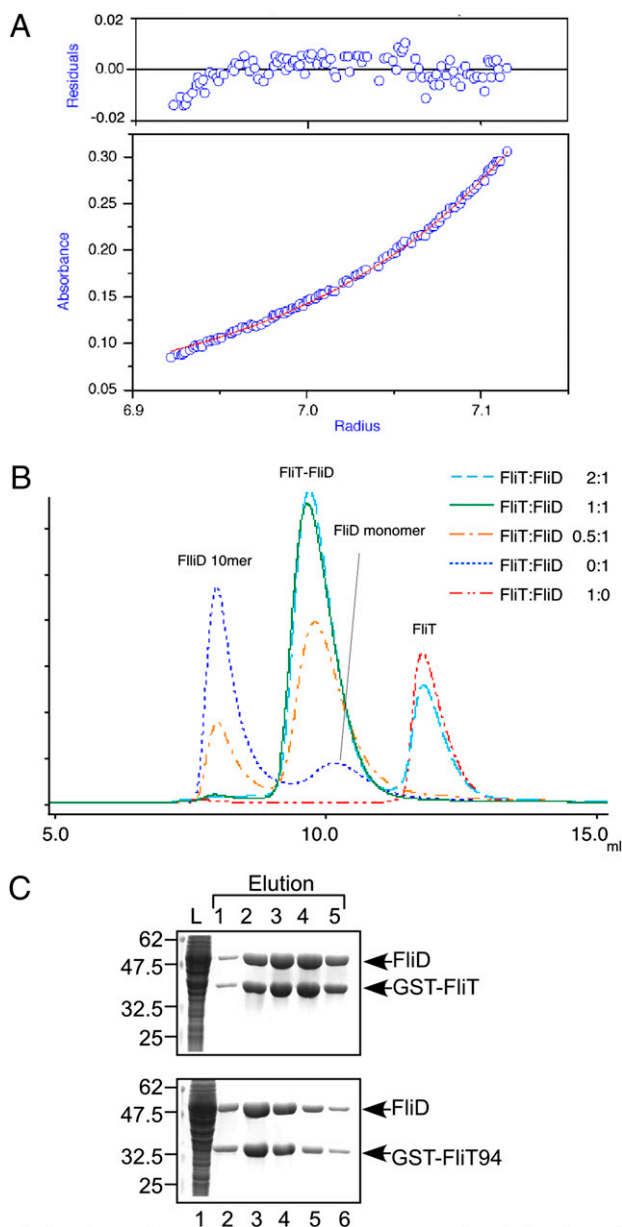 A
0.02
0.00
-0.02
Residuals
0.30
0.25
0.20
0.15
0.10
0.05
Absorbance
6.9 7.0 7.1
Radius
B
FliT-FliD
FlliD 10mer
FliD monomer
FliT
FliT:FliD 2:1
FliT:FliD 1:1
FliT:FliD 0.5:1
FliT:FliD 0:1
FliT:FliD 1:0
5.0 10.0 15.0
ml
C
Elution
L 1 2 3 4 5
62
47.5
32.5
25
FliD
GST-FliT
62
47.5
32.5
25
FliD
GST-FliT94
1 2 3 4 5 6